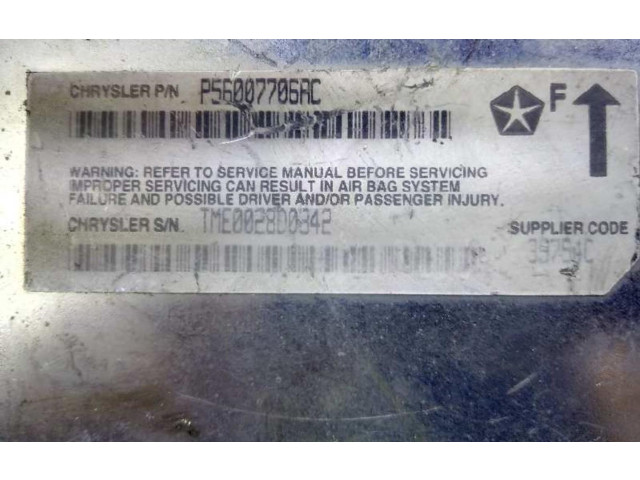 CHRYSLER P/N P56007706AC
F
WARNING: REFER TO SERVICE MANUAL BEFORE SERVICING
IMPROPER SERVICING CAN RESULT IN AIR BAG SYSTEM
FAILURE AND POSSIBLE DRIVER AND/OR PASSENGER INJURY.
CHRYSLER S/N TME0028D0342 SUPPLIER CODE